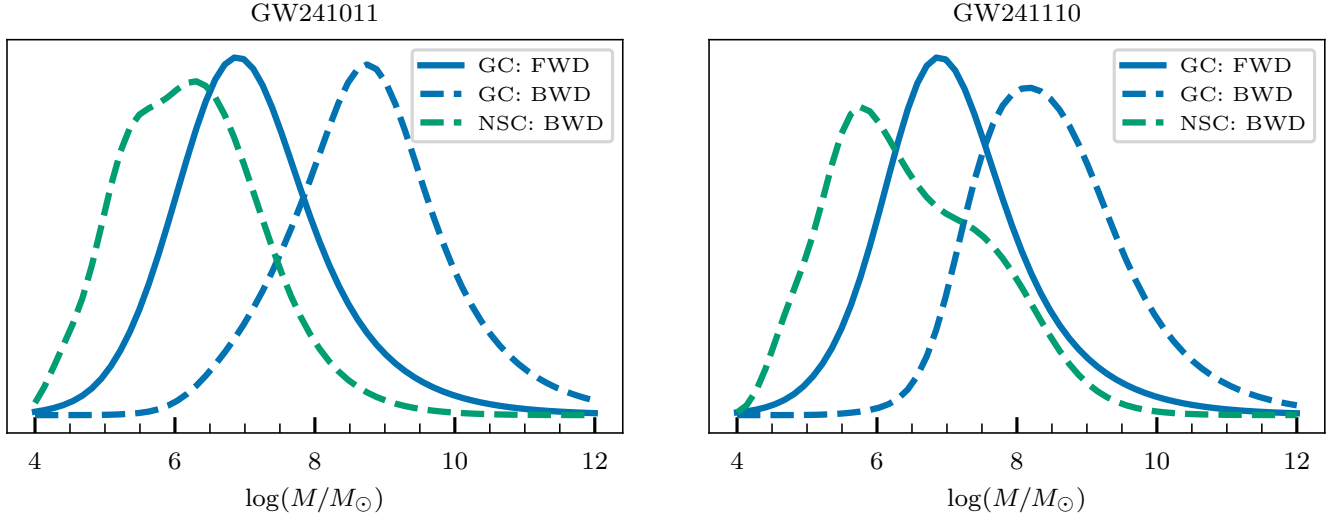 GW241011
GC: FWD
GC: BWD
NSC: BWD
4 6 8 10 12
log(M/M⊙)
GW241110
GC: FWD
GC: BWD
NSC: BWD
4 6 8 10 12
log(M/M⊙)